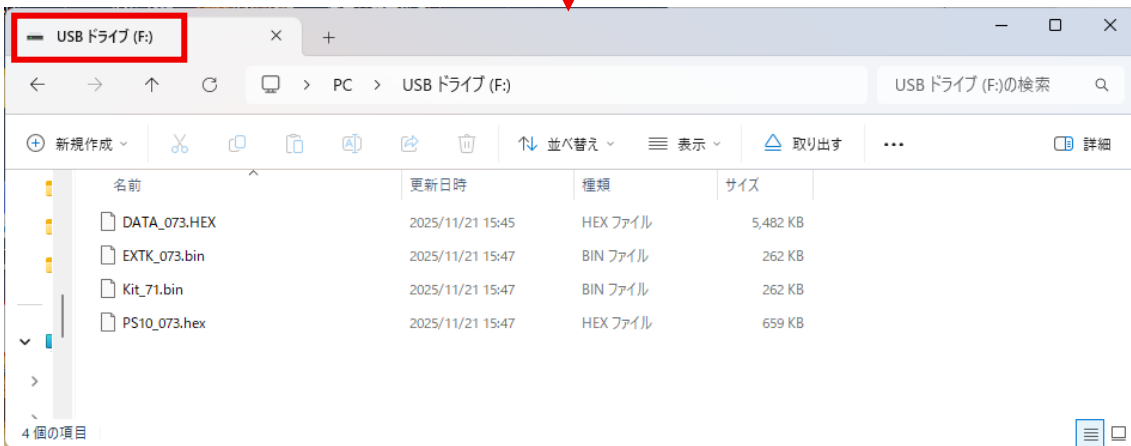 USB ドライブ (F:)
PC > USB ドライブ (F:)
USB ドライブ (F:)の検索
新規作成 並べ替え 表示 取り出す ... 詳細
名前 更新日時 種類 サイズ
DATA_073.HEX 2025/11/21 15:45 HEX ファイル 5,482 KB
EXTK_073.bin 2025/11/21 15:47 BIN ファイル 262 KB
Kit_71.bin 2025/11/21 15:47 BIN ファイル 262 KB
PS10_073.hex 2025/11/21 15:47 HEX ファイル 659 KB
4 個の項目